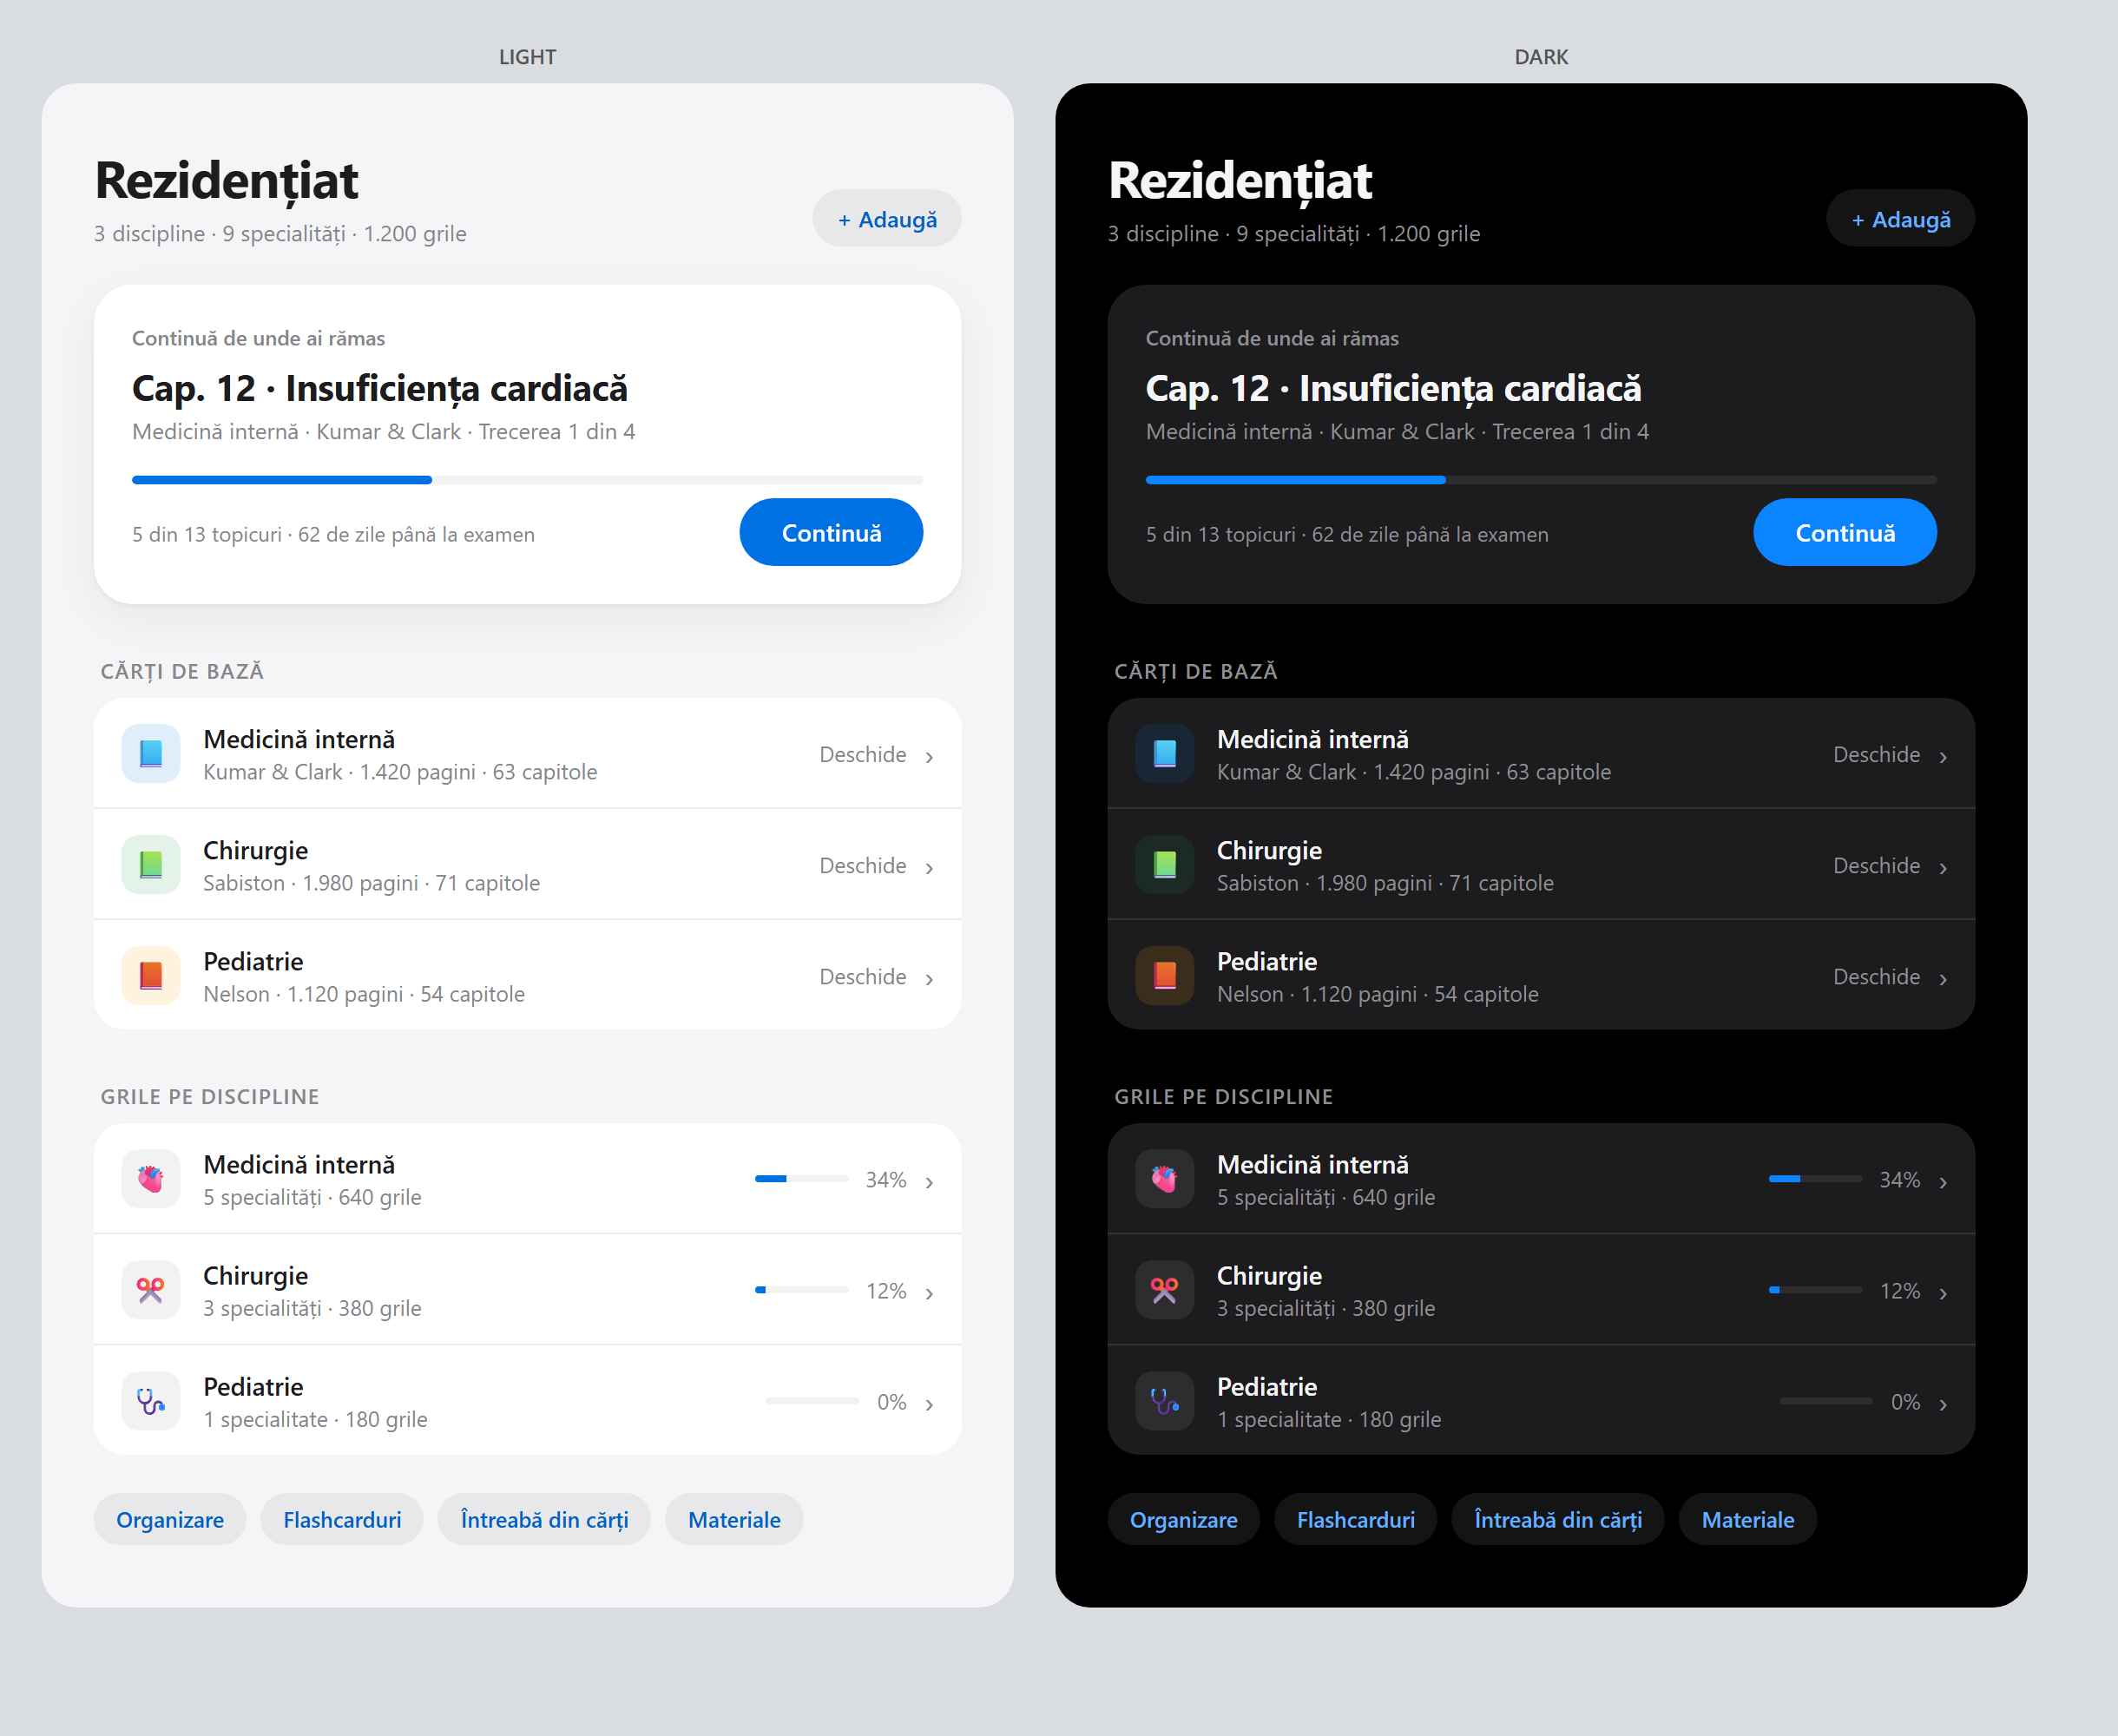 LIGHT
Rezidențiat
3 discipline · 9 specialități · 1.200 grile
+ Adaugă
Continuă de unde ai rămas
Cap. 12 · Insuficiența cardiacă
Medicină internă · Kumar & Clark · Trecerea 1 din 4
5 din 13 topicuri · 62 de zile până la examen
Continuă
CĂRȚI DE BAZĂ
Medicină internă
Kumar & Clark · 1.420 pagini · 63 capitole
Deschide ›
Chirurgie
Sabiston · 1.980 pagini · 71 capitole
Deschide ›
Pediatrie
Nelson · 1.120 pagini · 54 capitole
Deschide ›
GRILE PE DISCIPLINE
Medicină internă
5 specialități · 640 grile
34% ›
Chirurgie
3 specialități · 380 grile
12% ›
Pediatrie
1 specialitate · 180 grile
0% ›
Organizare
Flashcarduri
Întreabă din cărți
Materiale
DARK
Rezidențiat
3 discipline · 9 specialități · 1.200 grile
+ Adaugă
Continuă de unde ai rămas
Cap. 12 · Insuficiența cardiacă
Medicină internă · Kumar & Clark · Trecerea 1 din 4
5 din 13 topicuri · 62 de zile până la examen
Continuă
CĂRȚI DE BAZĂ
Medicină internă
Kumar & Clark · 1.420 pagini · 63 capitole
Deschide ›
Chirurgie
Sabiston · 1.980 pagini · 71 capitole
Deschide ›
Pediatrie
Nelson · 1.120 pagini · 54 capitole
Deschide ›
GRILE PE DISCIPLINE
Medicină internă
5 specialități · 640 grile
34% ›
Chirurgie
3 specialități · 380 grile
12% ›
Pediatrie
1 specialitate · 180 grile
0% ›
Organizare
Flashcarduri
Întreabă din cărți
Materiale